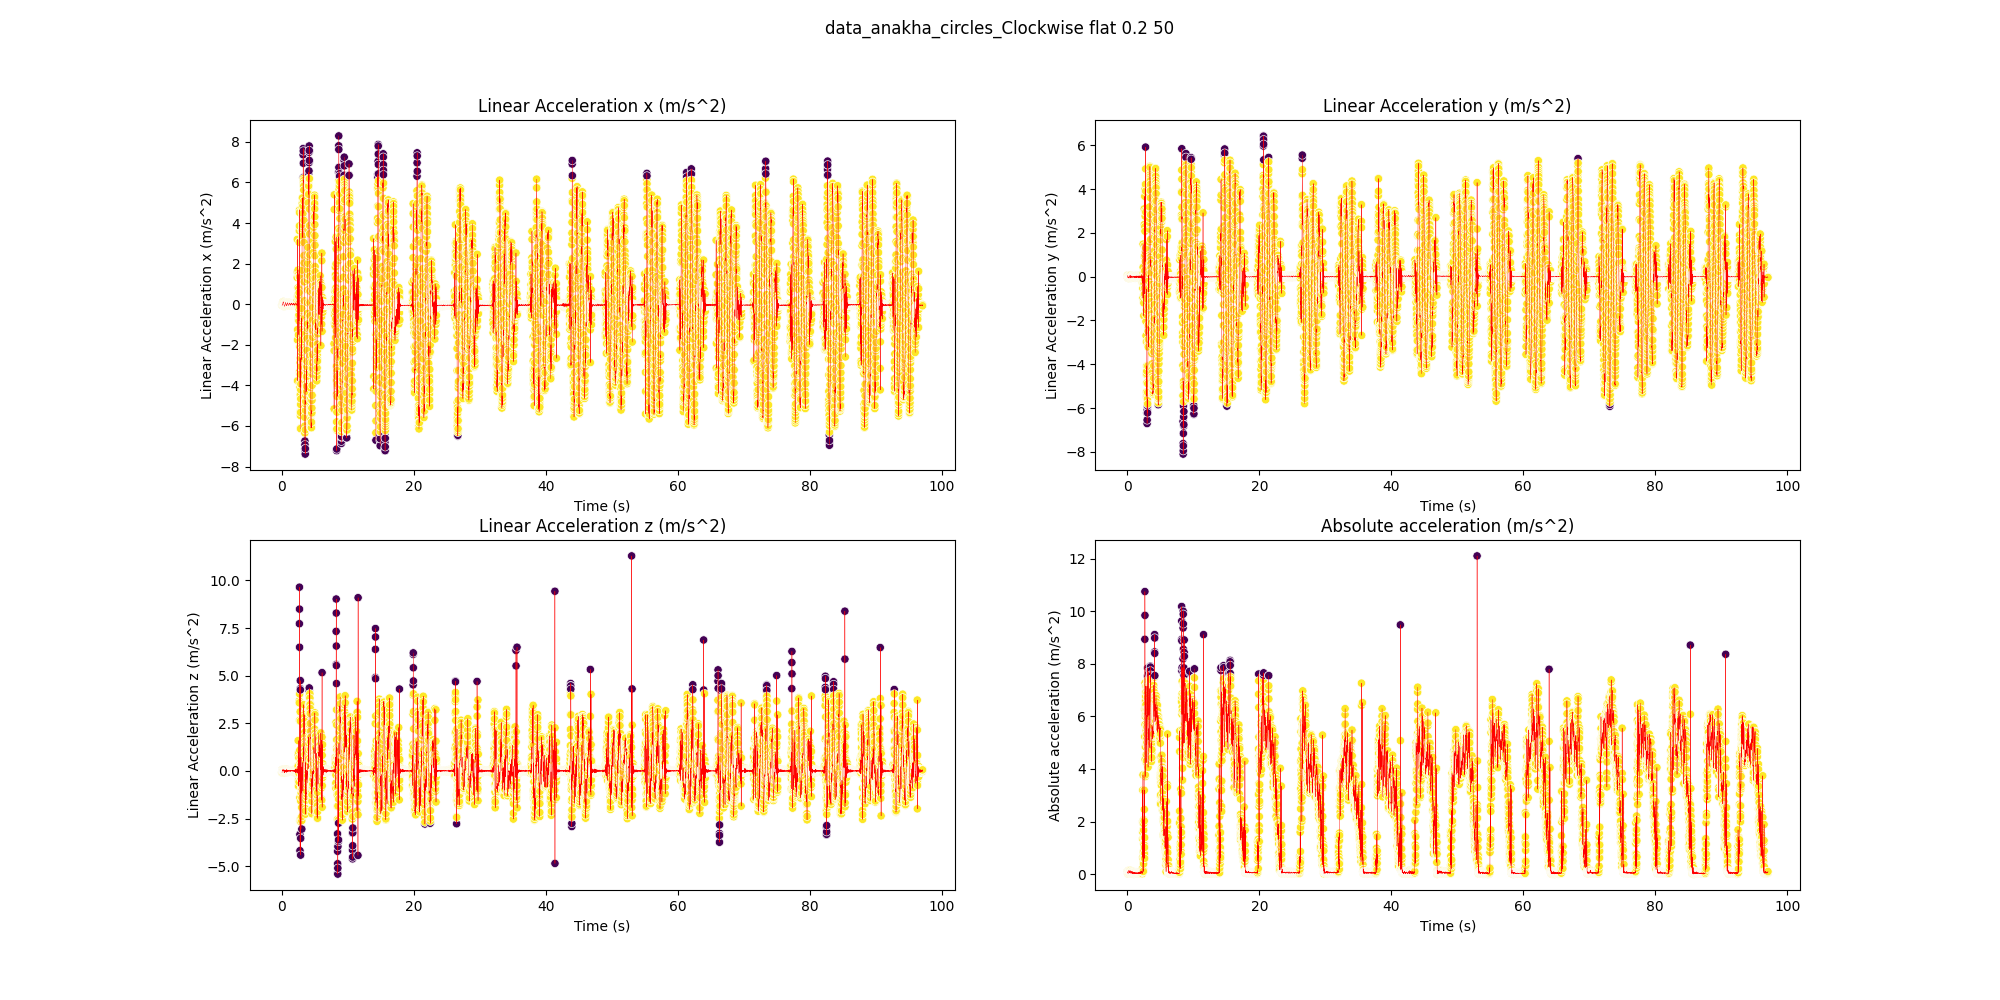 data_anakha_circles_Clockwise flat 0.2 50
Linear Acceleration x (m/s^2)
Linear Acceleration x (m/s^2)
8
6
4
2
0
−2
−4
−6
−8
0 20 40 60 80 100
Time (s)
Linear Acceleration y (m/s^2)
Linear Acceleration y (m/s^2)
6
4
2
0
−2
−4
−6
−8
0 20 40 60 80 100
Time (s)
Linear Acceleration z (m/s^2)
Linear Acceleration z (m/s^2)
10.0
7.5
5.0
2.5
0.0
−2.5
−5.0
0 20 40 60 80 100
Time (s)
Absolute acceleration (m/s^2)
Absolute acceleration (m/s^2)
12
10
8
6
4
2
0
0 20 40 60 80 100
Time (s)